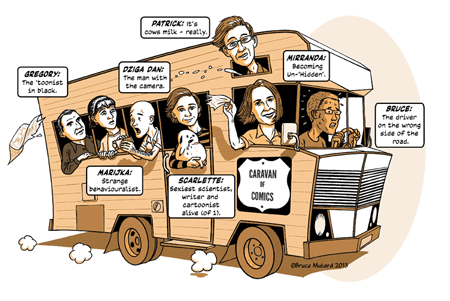 PATRICK: It's
cows milk - really.
GREGORY:
The 'toonist
in black.
DZIGA DAN:
The man with
the camera.
MIRRANDA:
Becoming
Un-'Hidden'.
BRUCE:
The driver
on the wrong
side of the
road.
MARIJKA:
Strange
behaviouralist.
SCARLETTE:
Sexiest scientist,
writer and
cartoonist
alive (of 1).
CARAVAN
OF
COMICS
©Bruce Mutard 2013